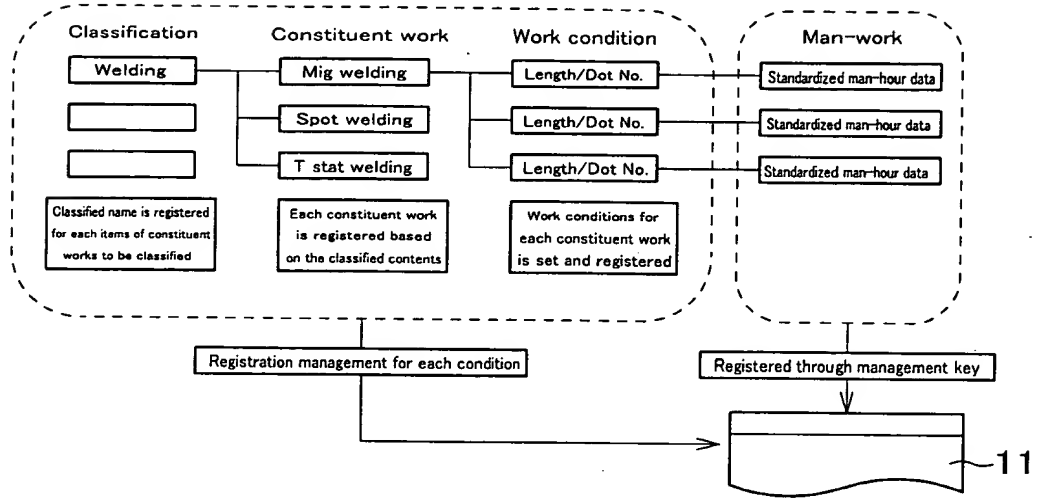 Classification Constituent work Work condition Man-work
Welding Mig welding Length/Dot No. Standardized man-hour data
Spot welding Length/Dot No. Standardized man-hour data
T stat welding Length/Dot No. Standardized man-hour data
Classified name is registered
for each items of constituent
works to be classified
Each constituent work
is registered based
on the classified contents
Work conditions for
each constituent work
is set and registered
Registration management for each condition
Registered through management key
11